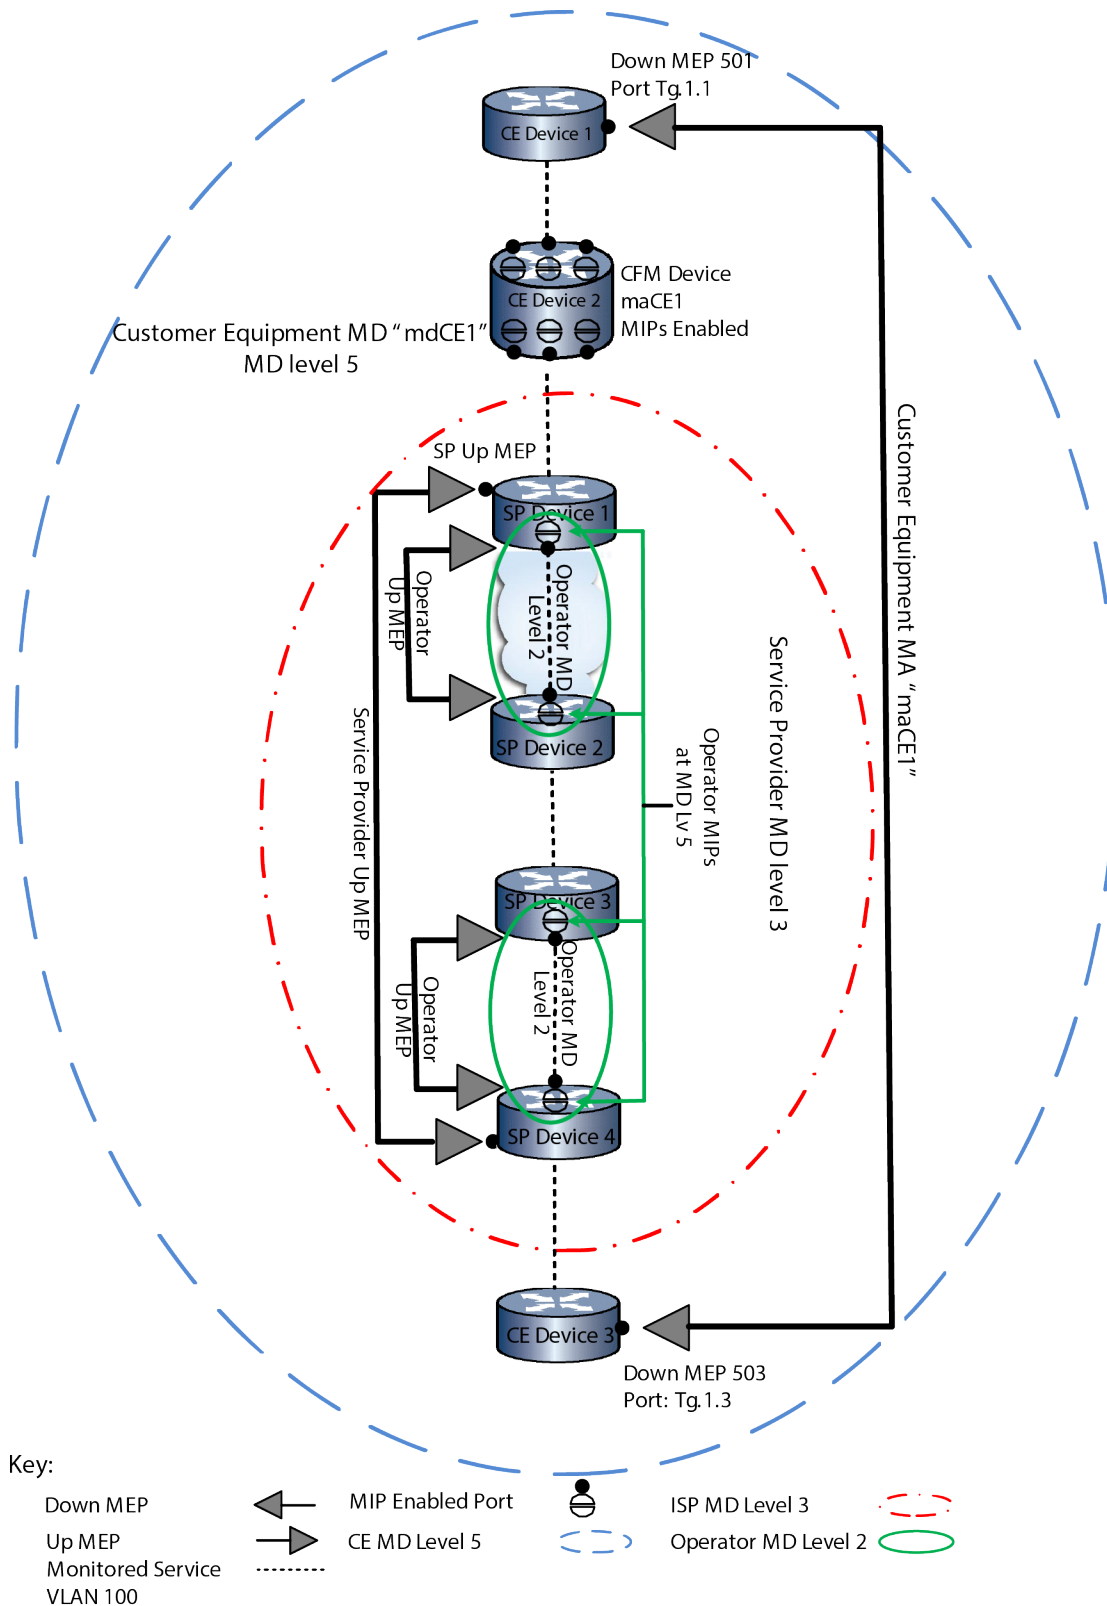 Down MEP 501
Port Tg.1.1
CE Device 1
CE Device 2
CFM Device
maCE1
MIPs Enabled
Customer Equipment MD “mdCE1”
MD level 5
SP Up MEP
SP Device 1
Operator
Up MEP
Operator MD
Level 2
SP Device 2
Customer Equipment MA “maCE1”
Service Provider MD level 3
Operator MIPs
at MD Lv 5
Service Provider Up MEP
SP Device 3
Operator
Up MEP
Operator MD
Level 2
SP Device 4
CE Device 3
Down MEP 503
Port: Tg.1.3
Key:
Down MEP
MIP Enabled Port
ISP MD Level 3
Up MEP
CE MD Level 5
Operator MD Level 2
Monitored Service
VLAN 100